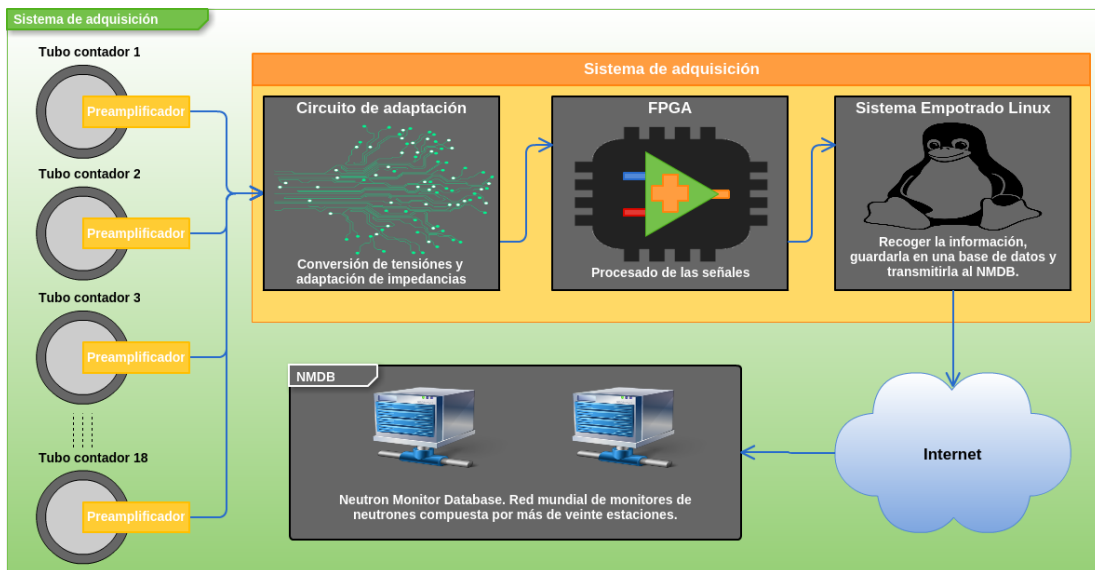 Sistema de adquisición
Tubo contador 1
Preamplificador
Tubo contador 2
Preamplificador
Tubo contador 3
Preamplificador
Tubo contador 18
Preamplificador
Sistema de adquisición
Circuito de adaptación
Conversión de tensiónes y
adaptación de impedancias
FPGA
Procesado de las señales
Sistema Empotrado Linux
Recoger la información,
guardarla en una base de datos y
transmitirla al NMDB.
Internet
NMDB
Neutron Monitor Database. Red mundial de monitores de
neutrones compuesta por más de veinte estaciones.